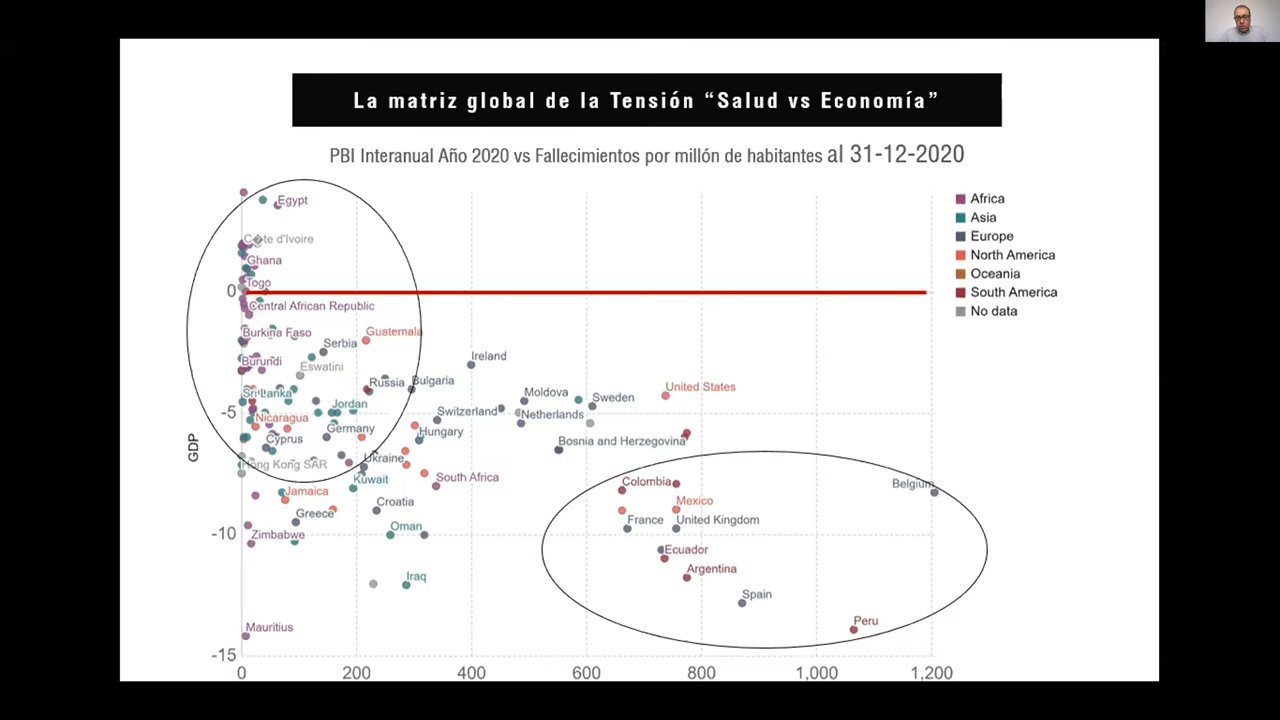 La matriz global de la Tensión “Salud vs Economía”
PBI Interanual Año 2020 vs Fallecimientos por millón de habitantes al 31-12-2020
Egypt
C�te d'Ivoire
Ghana
Togo
0
Central African Republic
Burkina Faso
Guatemala
Serbia
Ireland
Burundi
Eswatini
Russia
Bulgaria
United States
Sri Lanka
Moldova
Sweden
Jordan
-5
Switzerland
Netherlands
Nicaragua
Germany
Hungary
Cyprus
Bosnia and Herzegovina
GDP
Ukraine
Hong Kong SAR
Kuwait
South Africa
Colombia
Belgium
Jamaica
Mexico
Croatia
Greece
France
United Kingdom
Oman
-10
Zimbabwe
Ecuador
Argentina
Iraq
Spain
Peru
Mauritius
-15
0
200
400
600
800
1,000
1,200
Africa
Asia
Europe
North America
Oceania
South America
No data